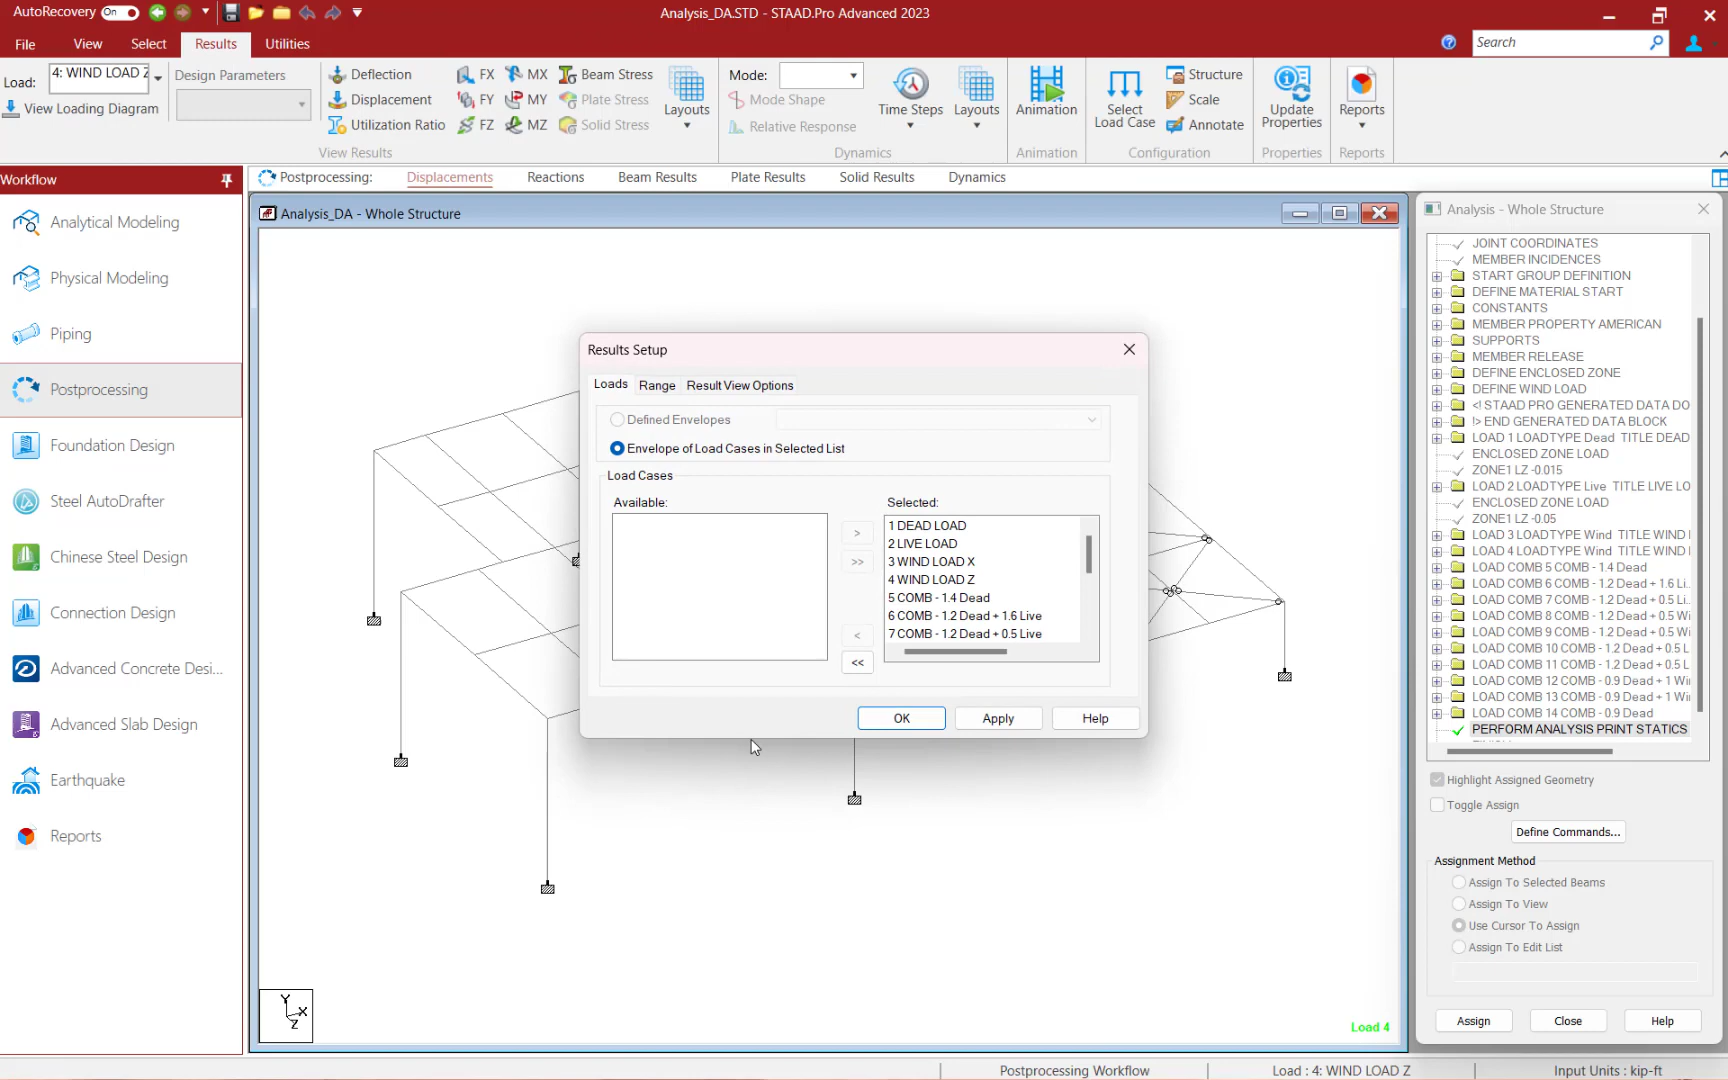 AutoRecovery On
Analysis_DA.STD - STAAD.Pro Advanced 2023
File
View
Select
Results
Utilities
Search
Load:
4: WIND LOAD Z
View Loading Diagram
Design Parameters
Deflection
Displacement
Utilization Ratio
FX
FY
FZ
MX
MY
MZ
Beam Stress
Plate Stress
Solid Stress
Layouts
View Results
Mode:
Mode Shape
Relative Response
Time Steps
Layouts
Dynamics
Animation
Animation
Select
Load Case
Structure
Scale
Annotate
Configuration
Update
Properties
Properties
Reports
Reports
Workflow
Analytical Modeling
Physical Modeling
Piping
Postprocessing
Foundation Design
Steel AutoDrafter
Chinese Steel Design
Connection Design
Advanced Concrete Desi...
Advanced Slab Design
Earthquake
Reports
Postprocessing:
Displacements
Reactions
Beam Results
Plate Results
Solid Results
Dynamics
Analysis_DA - Whole Structure
Results Setup
Loads
Range
Result View Options
Defined Envelopes
Envelope of Load Cases in Selected List
Load Cases
Available:
>
>>
<
<<
Selected:
1 DEAD LOAD
2 LIVE LOAD
3 WIND LOAD X
4 WIND LOAD Z
5 COMB - 1.4 Dead
6 COMB - 1.2 Dead + 1.6 Live
7 COMB - 1.2 Dead + 0.5 Live
OK
Apply
Help
Y
X
Z
Load 4
Analysis - Whole Structure
JOINT COORDINATES
MEMBER INCIDENCES
START GROUP DEFINITION
DEFINE MATERIAL START
CONSTANTS
MEMBER PROPERTY AMERICAN
SUPPORTS
MEMBER RELEASE
DEFINE ENCLOSED ZONE
DEFINE WIND LOAD
<! STAAD PRO GENERATED DATA DO
!> END GENERATED DATA BLOCK
LOAD 1 LOADTYPE Dead TITLE DEAD
ENCLOSED ZONE LOAD
ZONE1 LZ -0.015
LOAD 2 LOADTYPE Live TITLE LIVE LO
ENCLOSED ZONE LOAD
ZONE1 LZ -0.05
LOAD 3 LOADTYPE Wind TITLE WIND
LOAD 4 LOADTYPE Wind TITLE WIND
LOAD COMB 5 COMB - 1.4 Dead
LOAD COMB 6 COMB - 1.2 Dead + 1.6 Li..
LOAD COMB 7 COMB - 1.2 Dead + 0.5 Li..
LOAD COMB 8 COMB - 1.2 Dead + 0.5 Wi
LOAD COMB 9 COMB - 1.2 Dead + 0.5 Wi
LOAD COMB 10 COMB - 1.2 Dead + 0.5 L
LOAD COMB 11 COMB - 1.2 Dead + 0.5 L
LOAD COMB 12 COMB - 0.9 Dead + 1 Wi
LOAD COMB 13 COMB - 0.9 Dead + 1 Wi
LOAD COMB 14 COMB - 0.9 Dead
PERFORM ANALYSIS PRINT STATICS
Highlight Assigned Geometry
Toggle Assign
Define Commands...
Assignment Method
Assign To Selected Beams
Assign To View
Use Cursor To Assign
Assign To Edit List
Assign
Close
Help
Postprocessing Workflow
Load : 4: WIND LOAD Z
Input Units : kip-ft